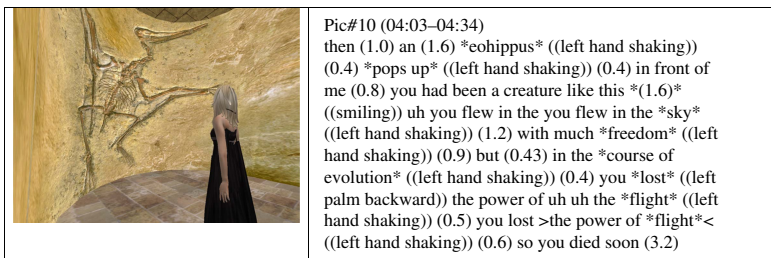 Pic#10 (04:03–04:34)
then (1.0) an (1.6) *eohippus* ((left hand shaking))
(0.4) *pops up* ((left hand shaking)) (0.4) in front of
me (0.8) you had been a creature like this *(1.6)*
((smiling)) uh you flew in the you flew in the *sky*
((left hand shaking)) (1.2) with much *freedom* ((left
hand shaking)) (0.9) but (0.43) in the *course of
evolution* ((left hand shaking)) (0.4) you *lost* ((left
palm backward)) the power of uh uh the *flight* ((left
hand shaking)) (0.5) you lost >the power of *flight*<
((left hand shaking)) (0.6) so you died soon (3.2)